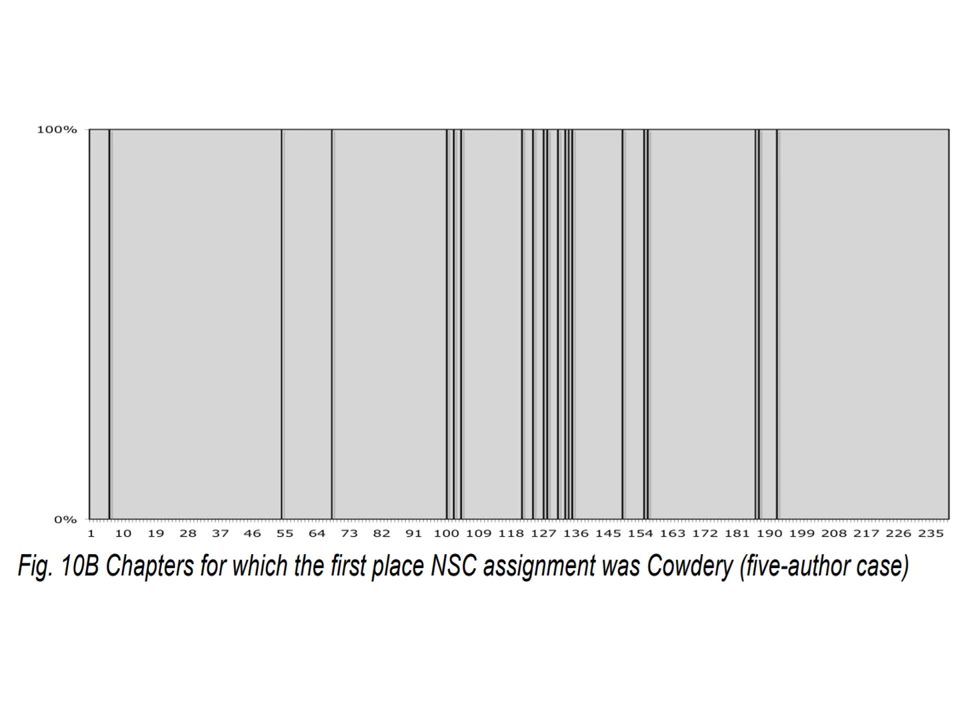 100%
0%
1 10 19 28 37 46 55 64 73 82 91 100 109 118 127 136 145 154 163 172 181 190 199 208 217 226 235
Fig. 10B Chapters for which the first place NSC assignment was Cowdery (five-author case)